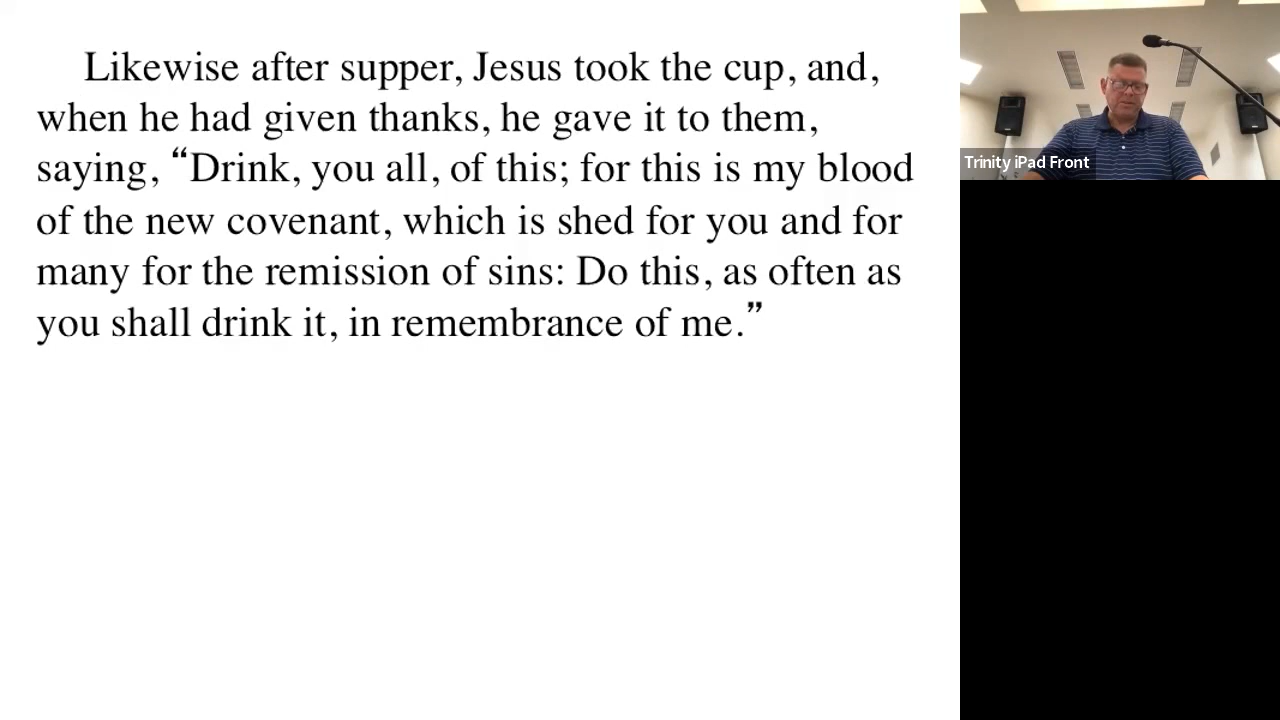 Likewise after supper, Jesus took the cup, and,
when he had given thanks, he gave it to them,
saying, “Drink, you all, of this; for this is my blood
of the new covenant, which is shed for you and for
many for the remission of sins: Do this, as often as
you shall drink it, in remembrance of me.”
Trinity iPad Front